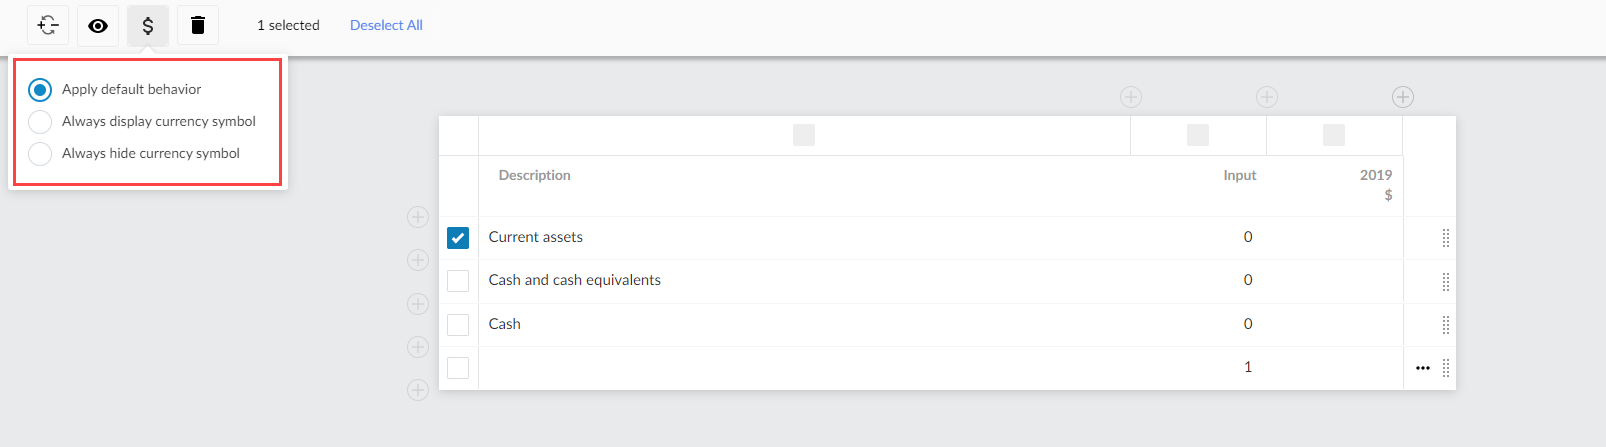 $ 1 selected Deselect All
Apply default behavior
Always display currency symbol
Always hide currency symbol
Description Input 2019
$
Current assets 0
Cash and cash equivalents 0
Cash 0
1